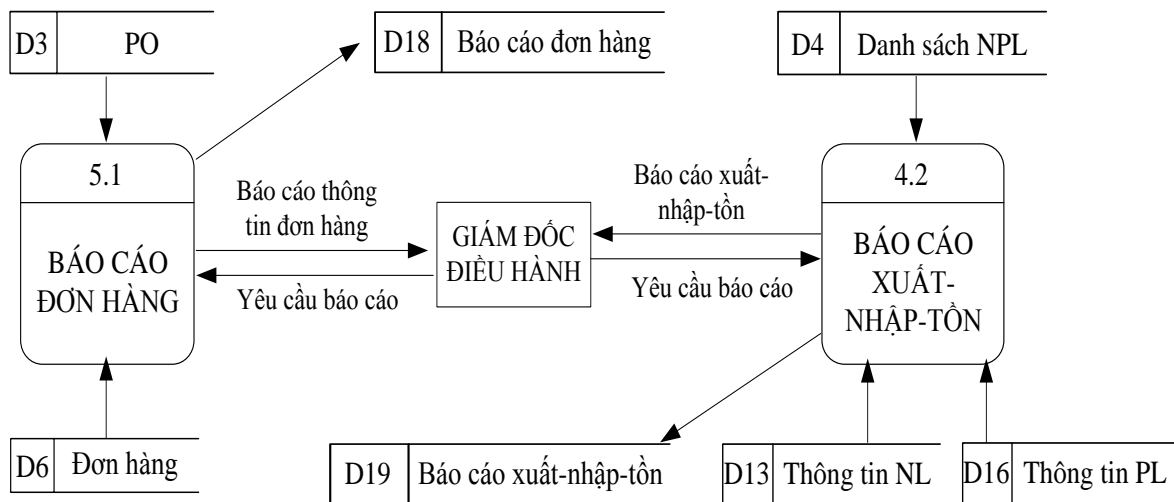 D3 PO
D18 Báo cáo đơn hàng
D4 Danh sách NPL
5.1
BÁO CÁO
ĐƠN HÀNG
Báo cáo thông
tin đơn hàng
Yêu cầu báo cáo
GIÁM ĐỐC
ĐIỀU HÀNH
Báo cáo xuất-
nhập-tồn
Yêu cầu báo cáo
4.2
BÁO CÁO
XUẤT-
NHẬP-TỒN
D6 Đơn hàng
D19 Báo cáo xuất-nhập-tồn
D13 Thông tin NL
D16 Thông tin PL